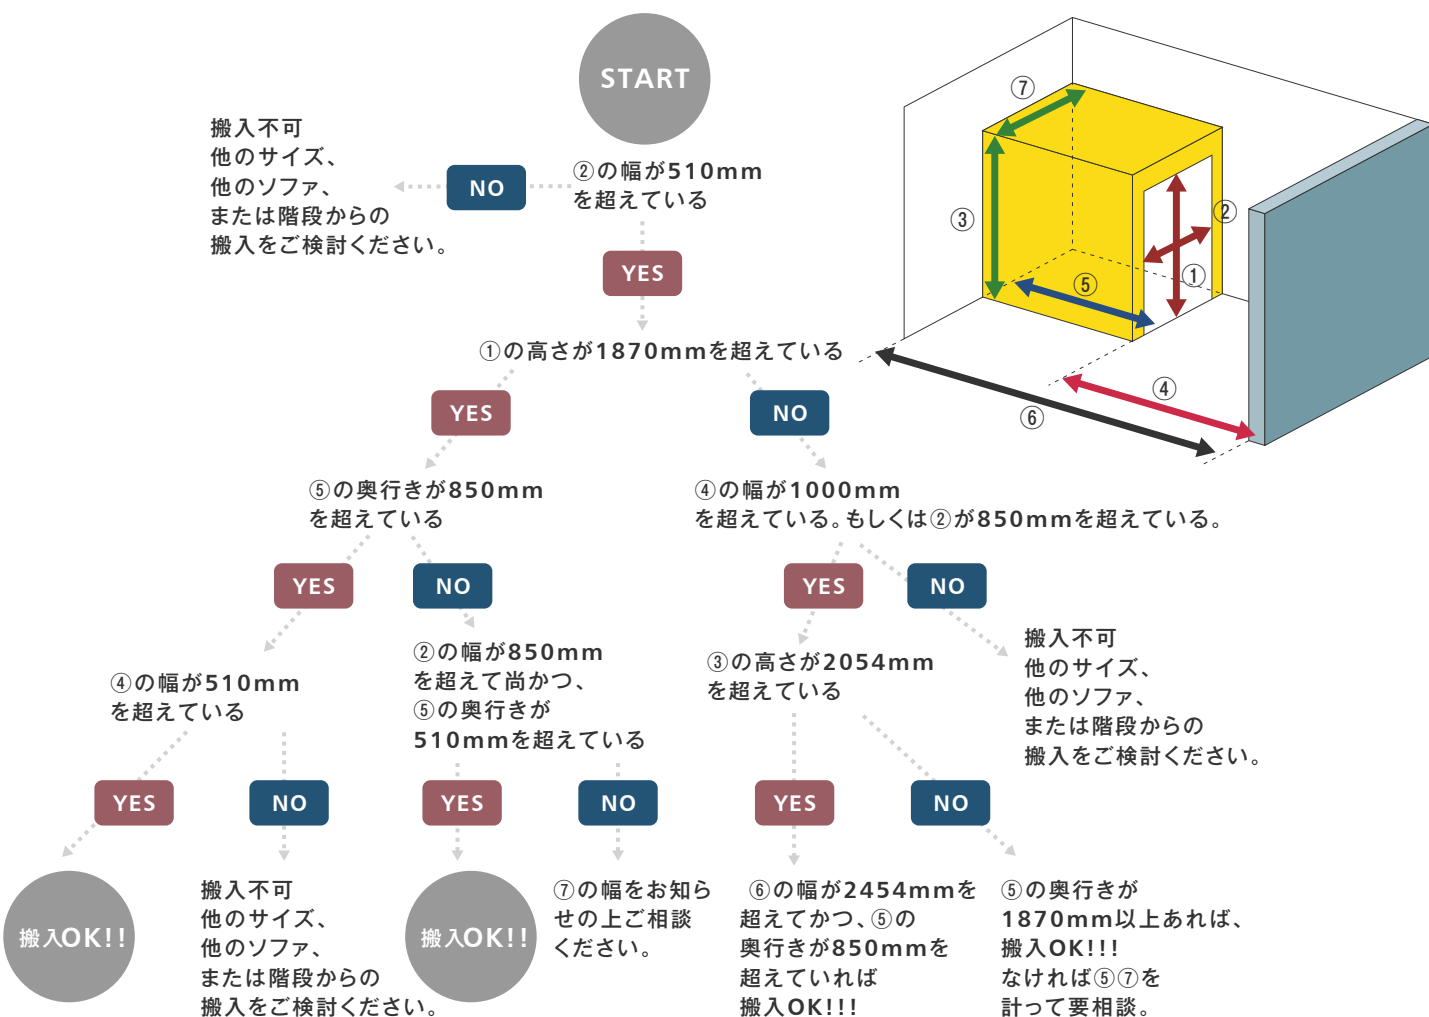 START
搬入不可
他のサイズ、
他のソファ、
または階段からの
搬入をご検討ください。
NO
②の幅が510mm
を超えている
YES
①の高さが1870mmを超えている
YES
NO
⑤の奥行きが850mm
を超えている
④の幅が1000mm
を超えている。もしくは②が850mmを超えている。
YES
NO
YES
NO
④の幅が510mm
を超えている
②の幅が850mm
を超えて尚かつ、
⑤の奥行きが
510mmを超えている
③の高さが2054mm
を超えている
搬入不可
他のサイズ、
他のソファ、
または階段からの
搬入をご検討ください。
YES
NO
YES
NO
YES
NO
搬入OK!!
搬入不可
他のサイズ、
他のソファ、
または階段からの
搬入をご検討ください。
搬入OK!!
⑦の幅をお知ら
せの上ご相談
ください。
⑥の幅が2454mmを
超えてかつ、⑤の
奥行きが850mmを
超えていれば
搬入OK!!!
⑤の奥行きが
1870mm以上あれば、
搬入OK!!!
なければ⑤⑦を
計って要相談。
⑦
③
②
①
⑤
④
⑥